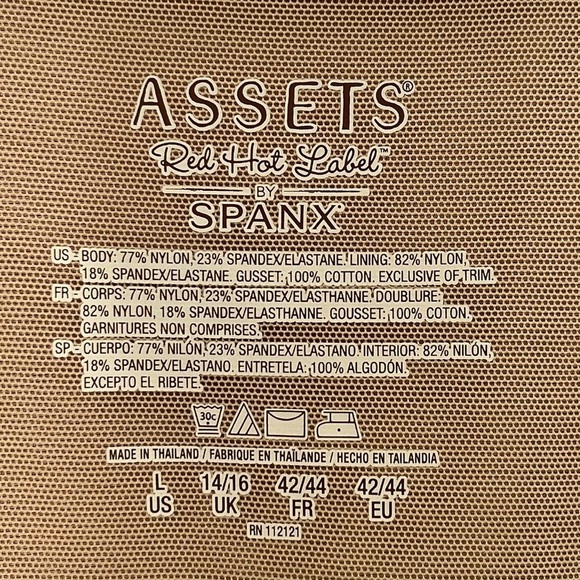 ASSETS®
Red Hot Label™
BY
SPANX®
US - BODY: 77% NYLON, 23% SPANDEX/ELASTANE. LINING: 82% NYLON,
18% SPANDEX/ELASTANE. GUSSET: 100% COTTON. EXCLUSIVE OF TRIM.
FR - CORPS: 77% NYLON, 23% SPANDEX/ELASTHANNE. DOUBLURE:
82% NYLON, 18% SPANDEX/ELASTHANNE. GOUSSET: 100% COTON.
GARNITURES NON COMPRISES.
SP - CUERPO: 77% NILÓN, 23% SPANDEX/ELASTANO. INTERIOR: 82% NILÓN,
18% SPANDEX/ELASTANO. ENTRETELA: 100% ALGODÓN.
EXCEPTO EL RIBETE.
30c
MADE IN THAILAND / FABRIQUE EN THAÏLANDE / HECHO EN TAILANDIA
L 14/16 42/44 42/44
US UK FR EU
RN 112121